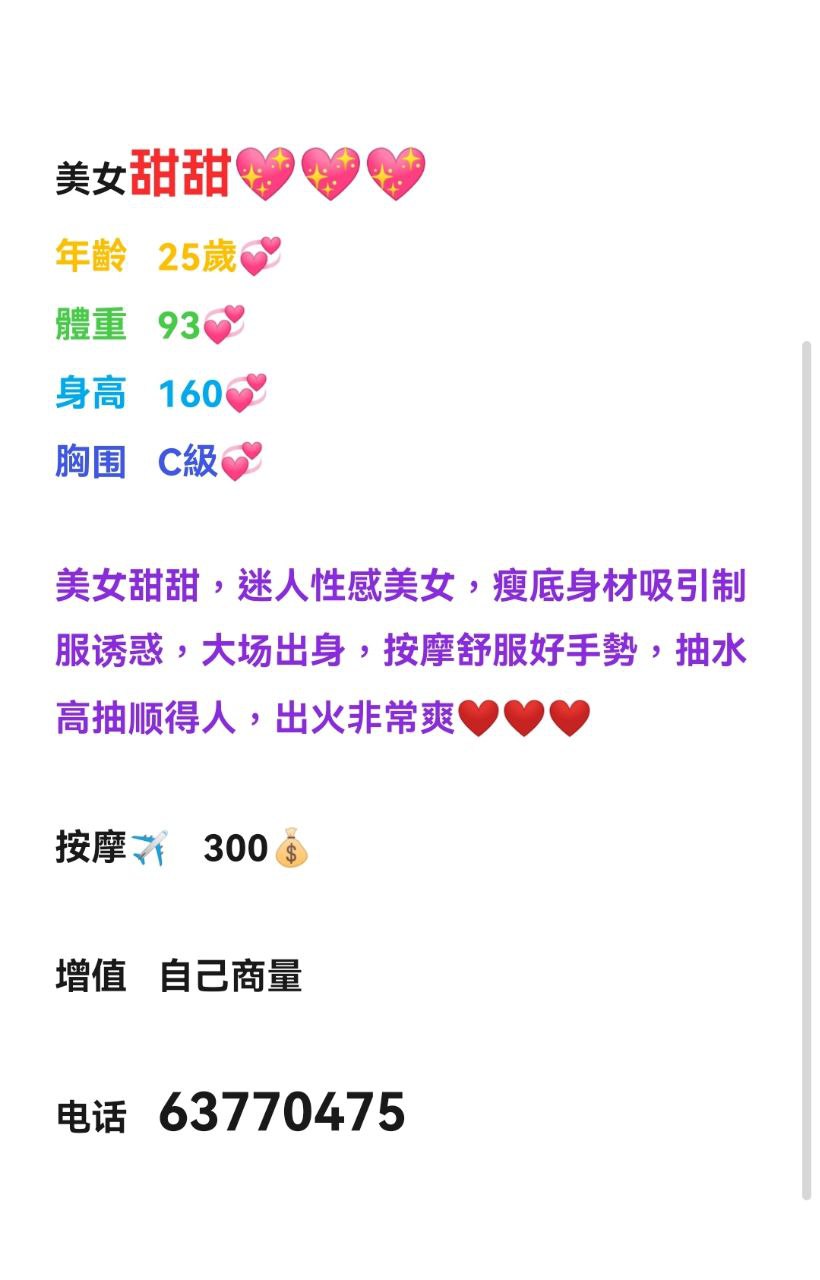 美女甜甜💖💖💖
年齡 25歲💞
體重 93💞
身高 160💞
胸围 C級💞
美女甜甜，迷人性感美女，瘦底身材吸引制
服诱惑，大场出身，按摩舒服好手勢，抽水
高抽顺得人，出火非常爽❤️❤️❤️
按摩✈️ 300💰
增值 自己商量
电话 63770475